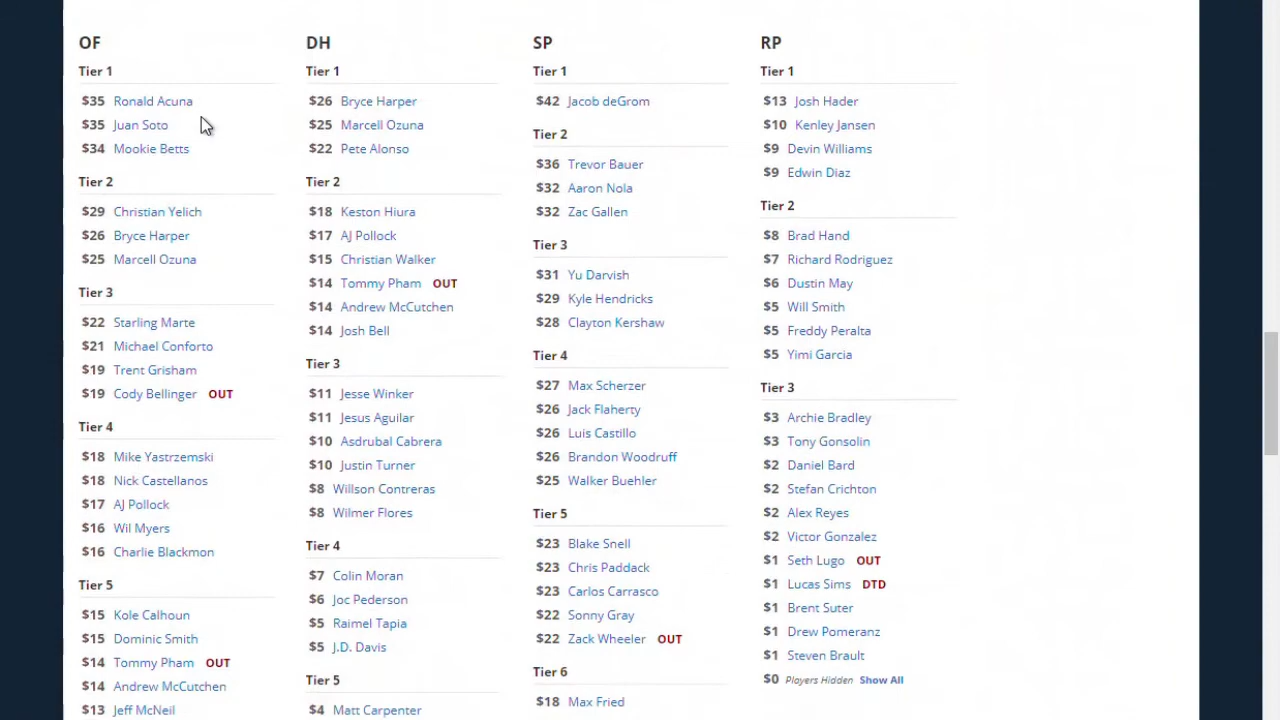 OF
Tier 1
$35 Ronald Acuna
$35 Juan Soto
$34 Mookie Betts
Tier 2
$29 Christian Yelich
$26 Bryce Harper
$25 Marcell Ozuna
Tier 3
$22 Starling Marte
$21 Michael Conforto
$19 Trent Grisham
$19 Cody Bellinger OUT
Tier 4
$18 Mike Yastrzemski
$18 Nick Castellanos
$17 AJ Pollock
$16 Wil Myers
$16 Charlie Blackmon
Tier 5
$15 Kole Calhoun
$15 Dominic Smith
$14 Tommy Pham OUT
$14 Andrew McCutchen
$13 Jeff McNeil
DH
Tier 1
$26 Bryce Harper
$25 Marcell Ozuna
$22 Pete Alonso
Tier 2
$18 Keston Hiura
$17 AJ Pollock
$15 Christian Walker
$14 Tommy Pham OUT
$14 Andrew McCutchen
$14 Josh Bell
Tier 3
$11 Jesse Winker
$11 Jesus Aguilar
$10 Asdrubal Cabrera
$10 Justin Turner
$8 Willson Contreras
$8 Wilmer Flores
Tier 4
$7 Colin Moran
$6 Joc Pederson
$5 Raimel Tapia
$5 J.D. Davis
Tier 5
$4 Matt Carpenter
SP
Tier 1
$42 Jacob deGrom
Tier 2
$36 Trevor Bauer
$32 Aaron Nola
$32 Zac Gallen
Tier 3
$31 Yu Darvish
$29 Kyle Hendricks
$28 Clayton Kershaw
Tier 4
$27 Max Scherzer
$26 Jack Flaherty
$26 Luis Castillo
$26 Brandon Woodruff
$25 Walker Buehler
Tier 5
$23 Blake Snell
$23 Chris Paddack
$23 Carlos Carrasco
$22 Sonny Gray
$22 Zack Wheeler OUT
Tier 6
$18 Max Fried
RP
Tier 1
$13 Josh Hader
$10 Kenley Jansen
$9 Devin Williams
$9 Edwin Diaz
Tier 2
$8 Brad Hand
$7 Richard Rodriguez
$6 Dustin May
$5 Will Smith
$5 Freddy Peralta
$5 Yimi Garcia
Tier 3
$3 Archie Bradley
$3 Tony Gonsolin
$2 Daniel Bard
$2 Stefan Crichton
$2 Alex Reyes
$2 Victor Gonzalez
$1 Seth Lugo OUT
$1 Lucas Sims DTD
$1 Brent Suter
$1 Drew Pomeranz
$1 Steven Brault
$0 Players Hidden Show All